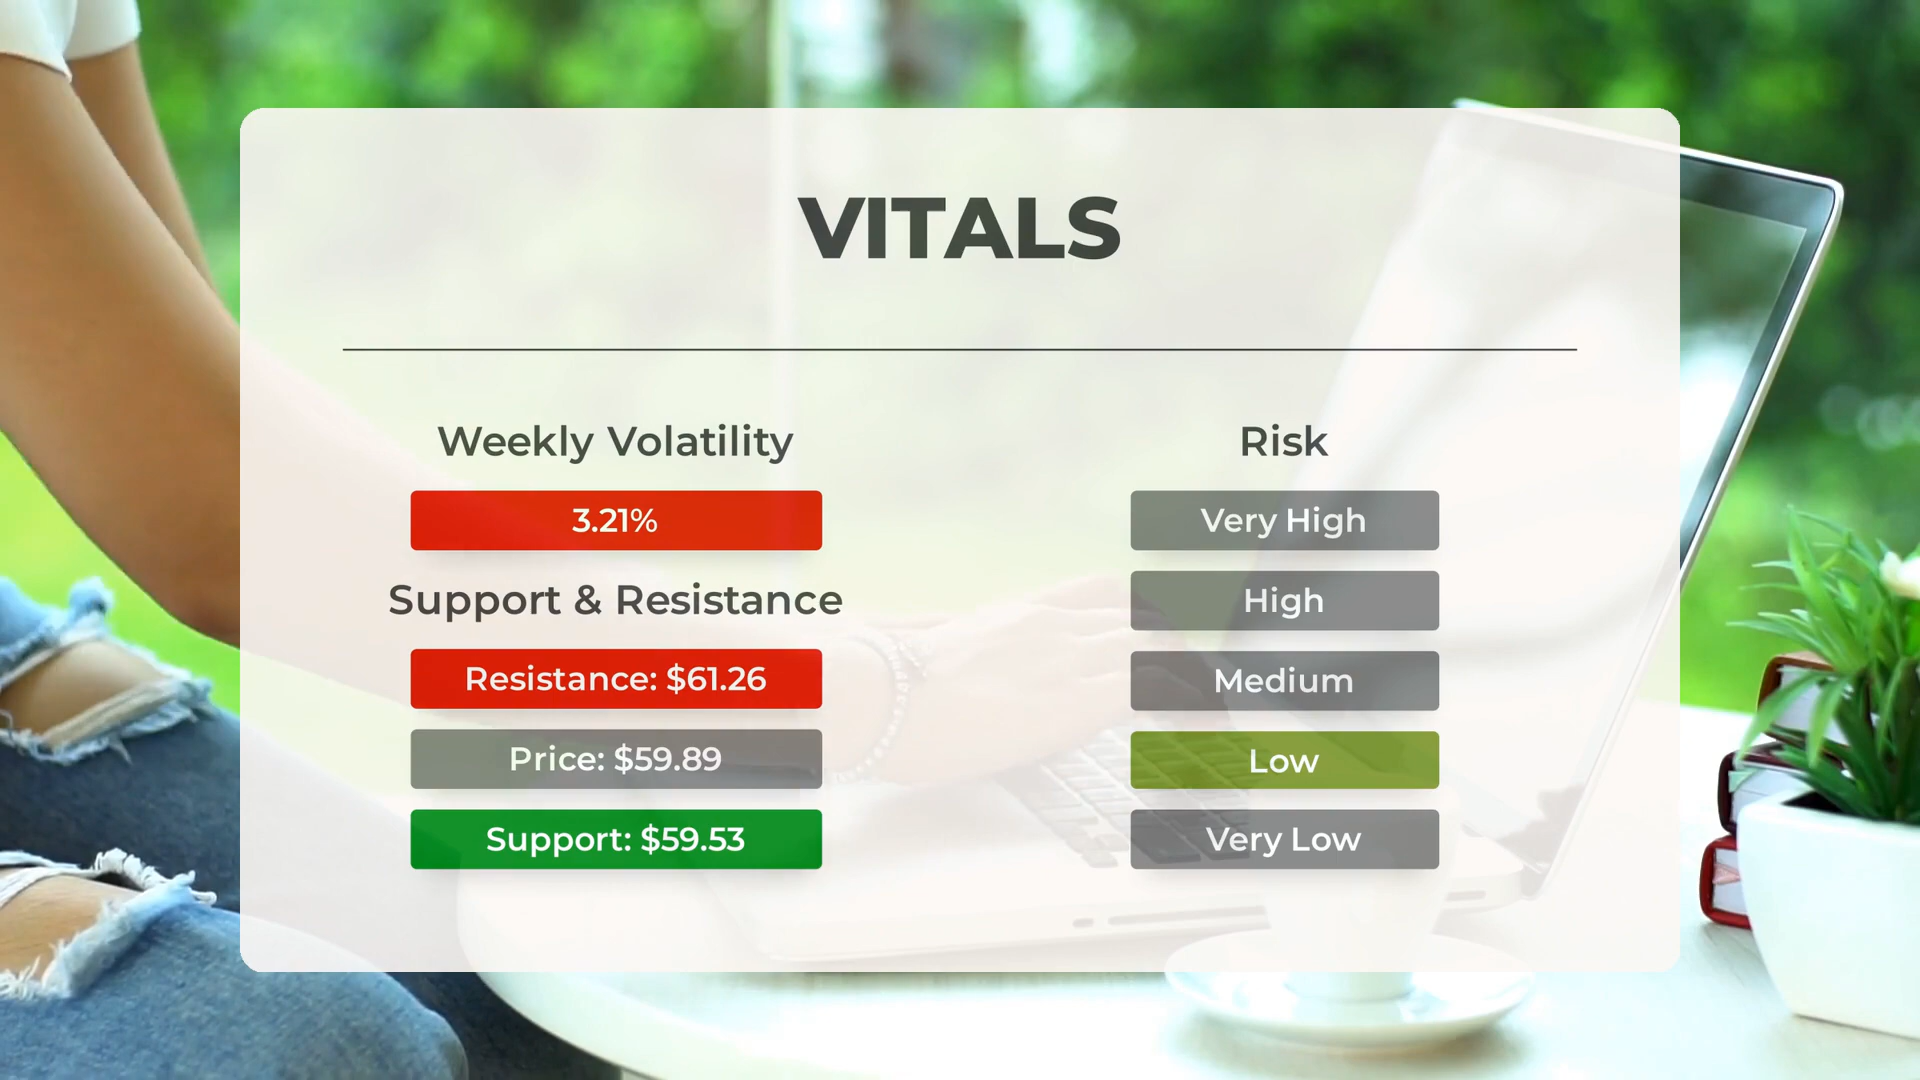 VITALS
Weekly Volatility
3.21%
Support & Resistance
Resistance: $61.26
Price: $59.89
Support: $59.53
Risk
Very High
High
Medium
Low
Very Low